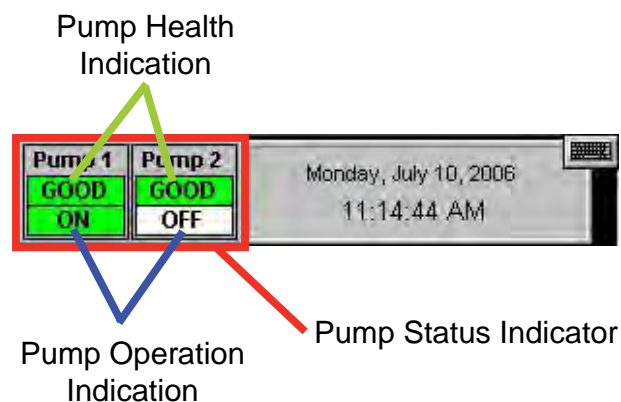 Pump Health
Indication
Pump 1 Pump 2
GOOD GOOD
ON OFF
Monday, July 10, 2006
11:14:44 AM
Pump Status Indicator
Pump Operation
Indication